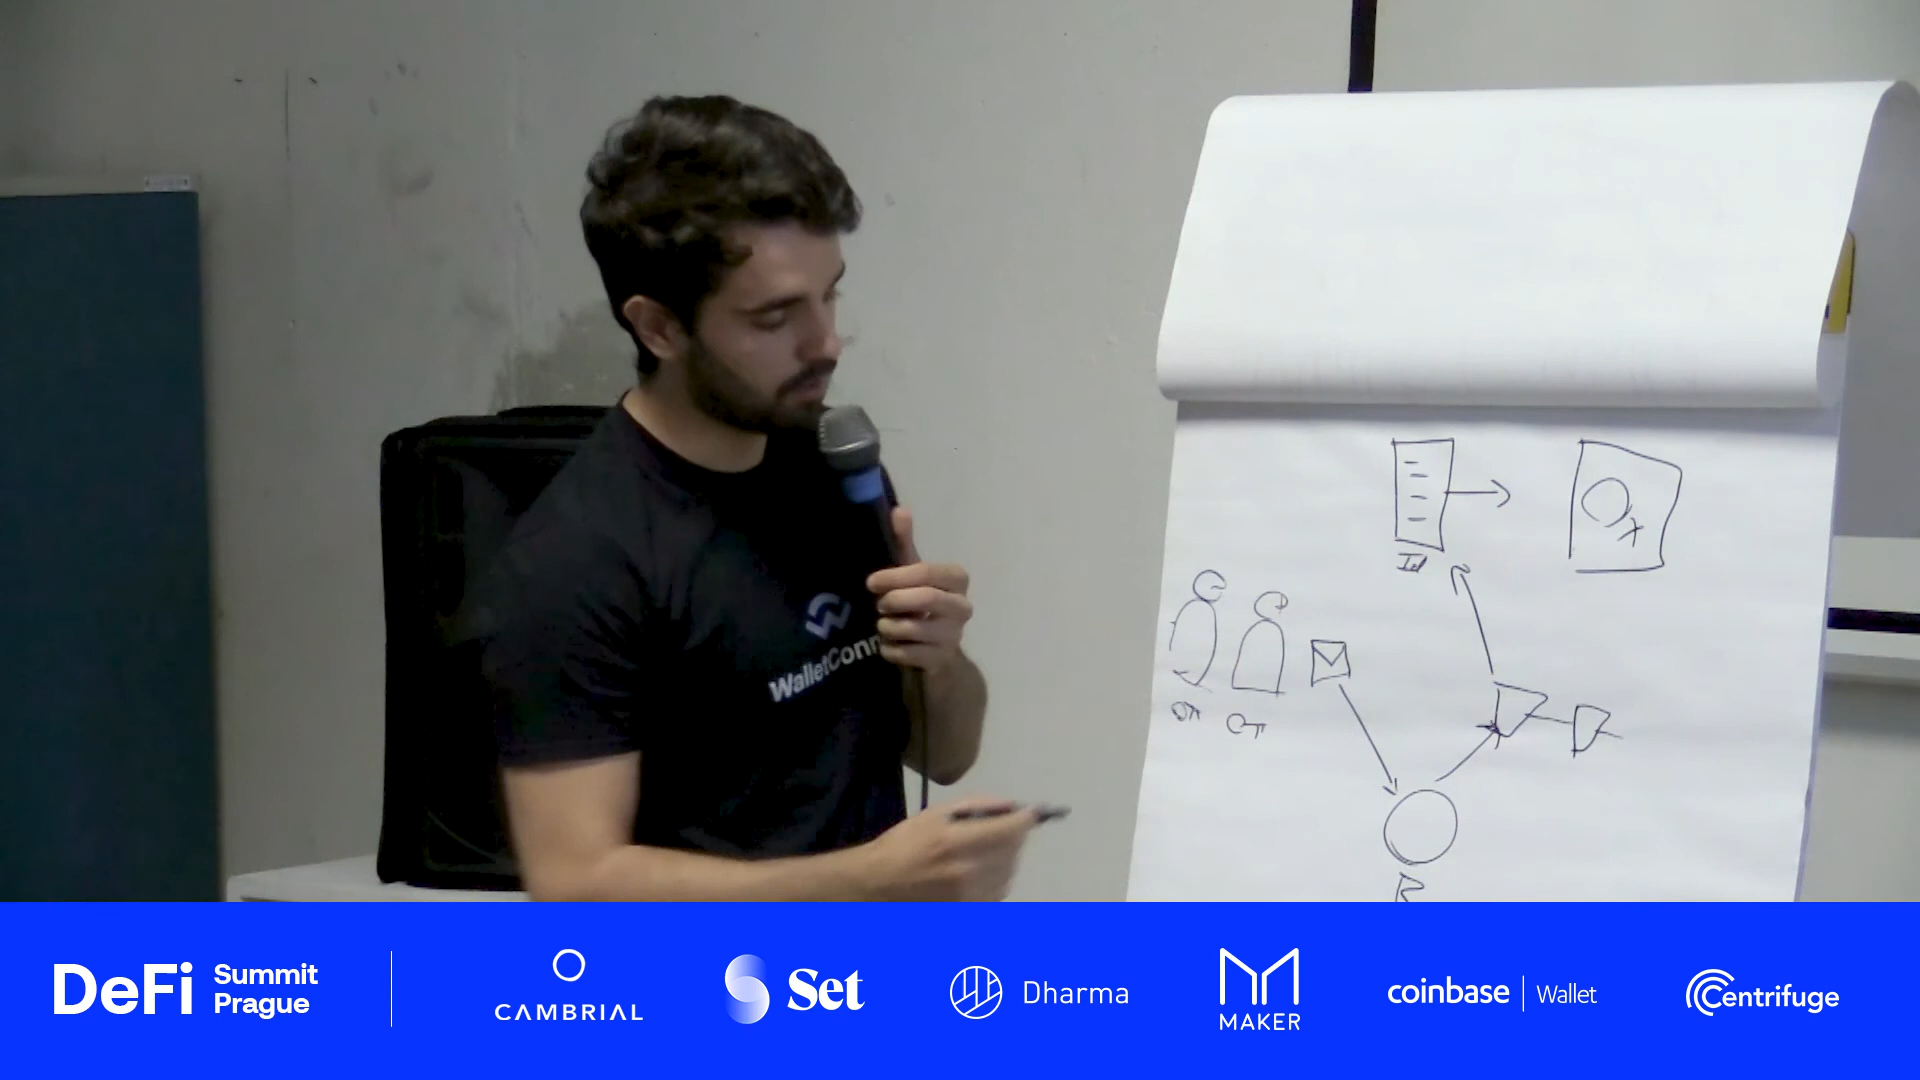 WalletConn
DeFi Summit
Prague
CAMBRIAL
Set
Dharma
MAKER
coinbase | Wallet
Centrifuge